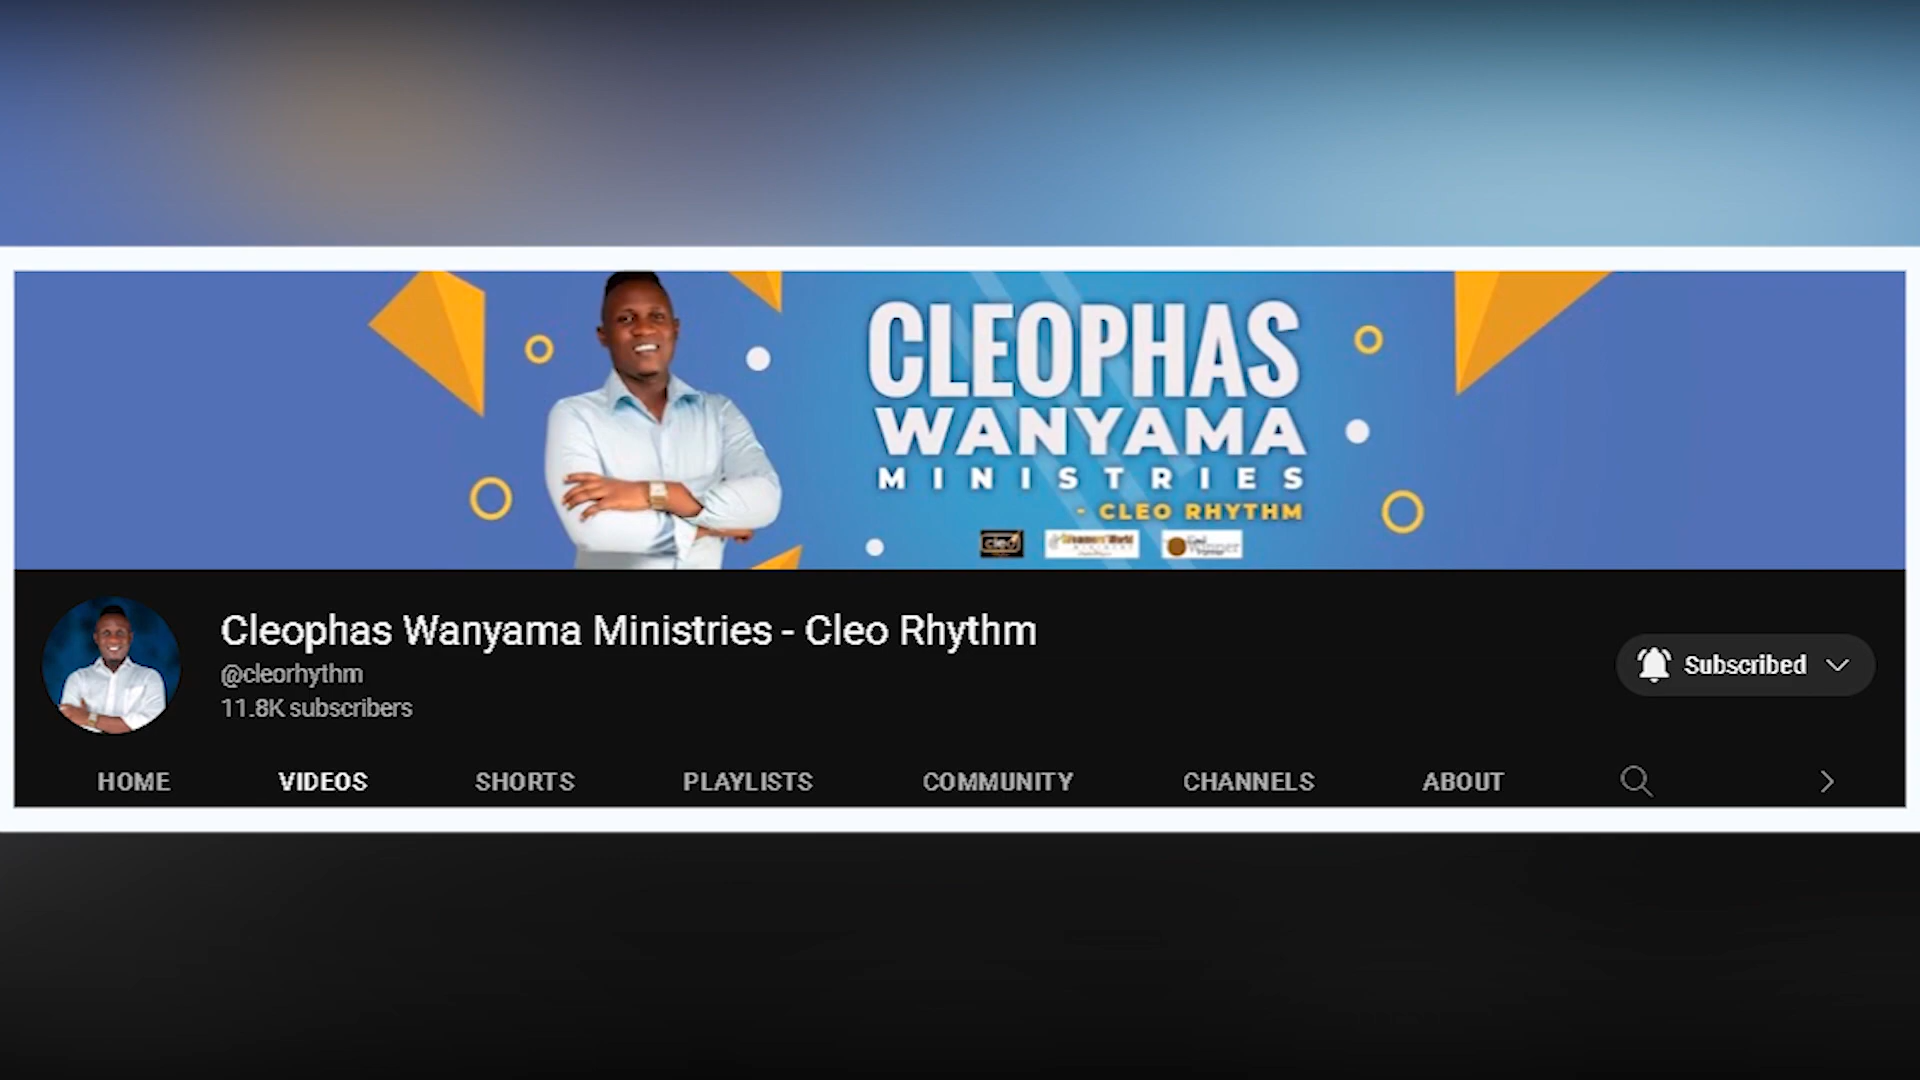 CLEOPHAS
WANYAMA
MINISTRIES
- CLEO RHYTHM
cleo
Cleophas Wanyama Ministries - Cleo Rhythm
@cleorhythm
11.8K subscribers
Subscribed
HOME VIDEOS SHORTS PLAYLISTS COMMUNITY CHANNELS ABOUT